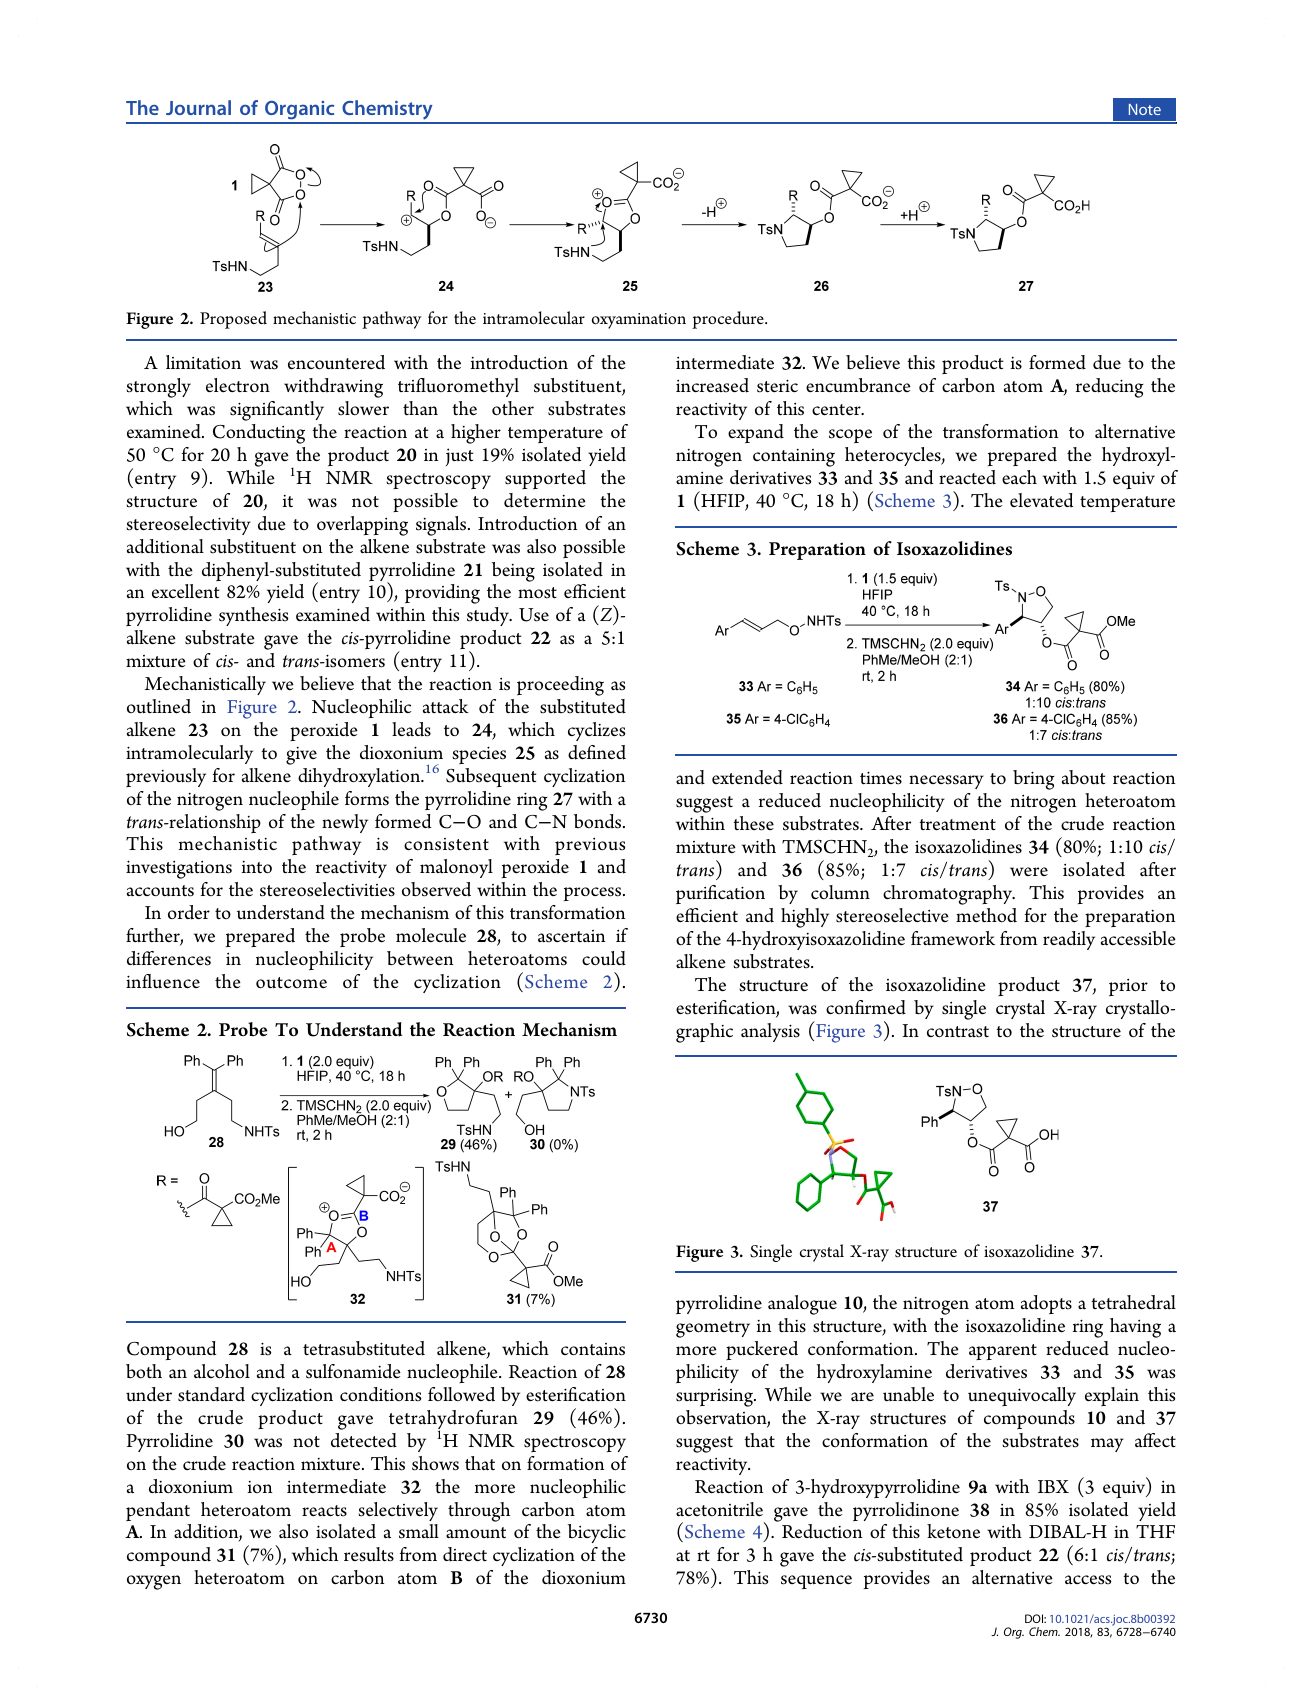 The Journal of Organic Chemistry
Note
1
O
O
O
O
R
TsHN
23
R
O
O
O
O⊖
⊕
TsHN
24
⊕
O
CO2⊖
O
R
TsHN
25
-H⊕
R
O
CO2⊖
O
TsN
26
+H⊕
R
O
CO2H
O
TsN
27
Figure 2. Proposed mechanistic pathway for the intramolecular oxyamination procedure.
A limitation was encountered with the introduction of the
strongly electron withdrawing trifluoromethyl substituent,
which was significantly slower than the other substrates
examined. Conducting the reaction at a higher temperature of
50 °C for 20 h gave the product 20 in just 19% isolated yield
(entry 9). While ¹H NMR spectroscopy supported the
structure of 20, it was not possible to determine the
stereoselectivity due to overlapping signals. Introduction of an
additional substituent on the alkene substrate was also possible
with the diphenyl-substituted pyrrolidine 21 being isolated in
an excellent 82% yield (entry 10), providing the most efficient
pyrrolidine synthesis examined within this study. Use of a (Z)-
alkene substrate gave the cis-pyrrolidine product 22 as a 5:1
mixture of cis- and trans-isomers (entry 11).
Mechanistically we believe that the reaction is proceeding as
outlined in Figure 2. Nucleophilic attack of the substituted
alkene 23 on the peroxide 1 leads to 24, which cyclizes
intramolecularly to give the dioxonium species 25 as defined
previously for alkene dihydroxylation.¹⁶ Subsequent cyclization
of the nitrogen nucleophile forms the pyrrolidine ring 27 with a
trans-relationship of the newly formed C−O and C−N bonds.
This mechanistic pathway is consistent with previous
investigations into the reactivity of malonoyl peroxide 1 and
accounts for the stereoselectivities observed within the process.
In order to understand the mechanism of this transformation
further, we prepared the probe molecule 28, to ascertain if
differences in nucleophilicity between heteroatoms could
influence the outcome of the cyclization (Scheme 2).
Scheme 2. Probe To Understand the Reaction Mechanism
Ph Ph
HO
NHTs
28
1. 1 (2.0 equiv)
HFIP, 40 °C, 18 h
2. TMSCHN2 (2.0 equiv)
PhMe/MeOH (2:1)
rt, 2 h
Ph Ph
OR
O
TsHN
29 (46%)
+
Ph Ph
RO
NTs
OH
30 (0%)
R =
O
CO2Me
⊕
O
CO2⊖
B
O
Ph
Ph
A
HO
NHTs
32
TsHN
Ph
Ph
O
O
O
O
OMe
31 (7%)
Compound 28 is a tetrasubstituted alkene, which contains
both an alcohol and a sulfonamide nucleophile. Reaction of 28
under standard cyclization conditions followed by esterification
of the crude product gave tetrahydrofuran 29 (46%).
Pyrrolidine 30 was not detected by ¹H NMR spectroscopy
on the crude reaction mixture. This shows that on formation of
a dioxonium ion intermediate 32 the more nucleophilic
pendant heteroatom reacts selectively through carbon atom
A. In addition, we also isolated a small amount of the bicyclic
compound 31 (7%), which results from direct cyclization of the
oxygen heteroatom on carbon atom B of the dioxonium
intermediate 32. We believe this product is formed due to the
increased steric encumbrance of carbon atom A, reducing the
reactivity of this center.
To expand the scope of the transformation to alternative
nitrogen containing heterocycles, we prepared the hydroxyl-
amine derivatives 33 and 35 and reacted each with 1.5 equiv of
1 (HFIP, 40 °C, 18 h) (Scheme 3). The elevated temperature
Scheme 3. Preparation of Isoxazolidines
Ar
O
NHTs
33 Ar = C6H5
35 Ar = 4-ClC6H4
1. 1 (1.5 equiv)
HFIP
40 °C, 18 h
2. TMSCHN2 (2.0 equiv)
PhMe/MeOH (2:1)
rt, 2 h
Ts
N
O
Ar
O
O
O
OMe
34 Ar = C6H5 (80%)
1:10 cis:trans
36 Ar = 4-ClC6H4 (85%)
1:7 cis:trans
and extended reaction times necessary to bring about reaction
suggest a reduced nucleophilicity of the nitrogen heteroatom
within these substrates. After treatment of the crude reaction
mixture with TMSCHN2, the isoxazolidines 34 (80%; 1:10 cis/
trans) and 36 (85%; 1:7 cis/trans) were isolated after
purification by column chromatography. This provides an
efficient and highly stereoselective method for the preparation
of the 4-hydroxyisoxazolidine framework from readily accessible
alkene substrates.
The structure of the isoxazolidine product 37, prior to
esterification, was confirmed by single crystal X-ray crystallo-
graphic analysis (Figure 3). In contrast to the structure of the
TsN
O
Ph
O
O
O
OH
37
Figure 3. Single crystal X-ray structure of isoxazolidine 37.
pyrrolidine analogue 10, the nitrogen atom adopts a tetrahedral
geometry in this structure, with the isoxazolidine ring having a
more puckered conformation. The apparent reduced nucleo-
philicity of the hydroxylamine derivatives 33 and 35 was
surprising. While we are unable to unequivocally explain this
observation, the X-ray structures of compounds 10 and 37
suggest that the conformation of the substrates may affect
reactivity.
Reaction of 3-hydroxypyrrolidine 9a with IBX (3 equiv) in
acetonitrile gave the pyrrolidinone 38 in 85% isolated yield
(Scheme 4). Reduction of this ketone with DIBAL-H in THF
at rt for 3 h gave the cis-substituted product 22 (6:1 cis/trans;
78%). This sequence provides an alternative access to the
6730
DOI: 10.1021/acs.joc.8b00392
J. Org. Chem. 2018, 83, 6728−6740